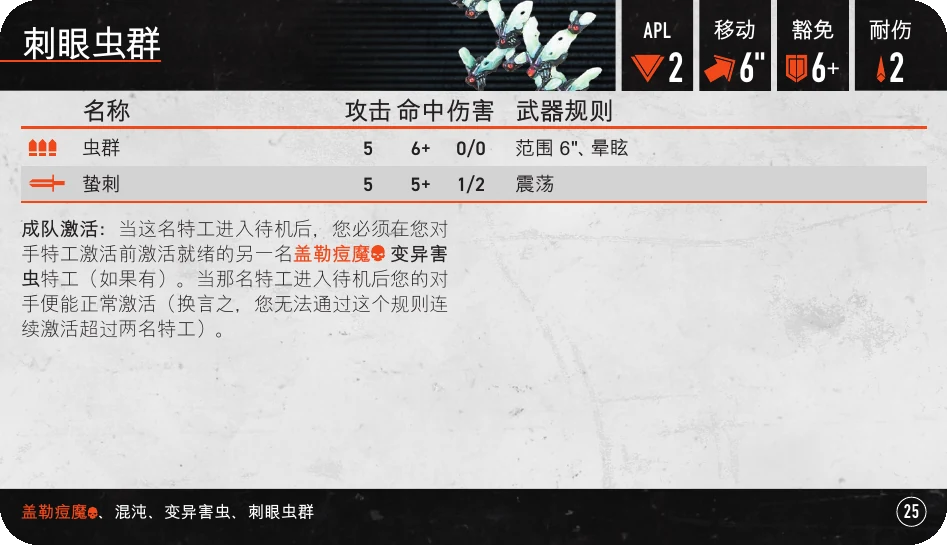 刺眼虫群
APL 移动 豁免 耐伤
2 6" 6+ 2
名称 攻击 命中 伤害 武器规则
虫群 5 6+ 0/0 范围 6"、晕眩
蛰刺 5 5+ 1/2 震荡
成队激活：当这名特工进入待机后，您必须在您对
手特工激活前激活就绪的另一名盖勒痘魔 变异害
虫特工（如果有）。当那名特工进入待机后您的对
手便能正常激活（换言之，您无法通过这个规则连
续激活超过两名特工）。
盖勒痘魔、混沌、变异害虫、刺眼虫群
25